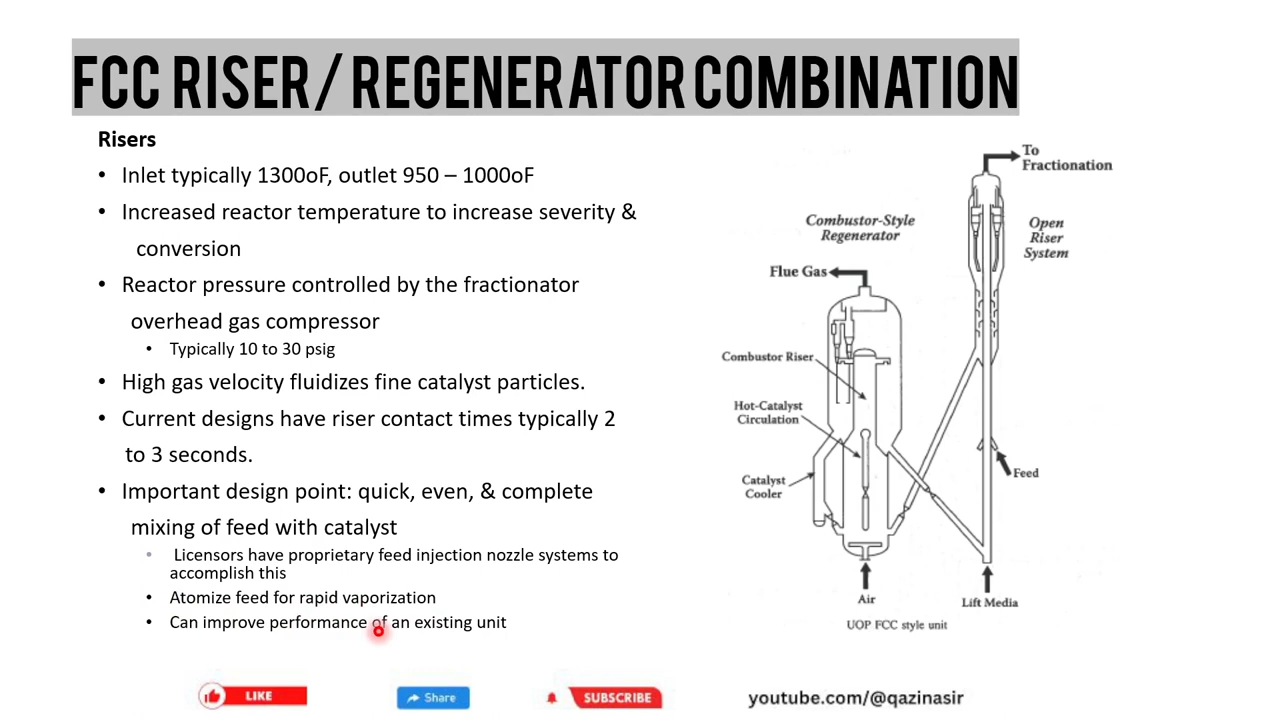 FCC RISER / REGENERATOR COMBINATION
Risers
• Inlet typically 1300oF, outlet 950 – 1000oF
• Increased reactor temperature to increase severity &
conversion
• Reactor pressure controlled by the fractionator
overhead gas compressor
• Typically 10 to 30 psig
• High gas velocity fluidizes fine catalyst particles.
• Current designs have riser contact times typically 2
to 3 seconds.
• Important design point: quick, even, & complete
mixing of feed with catalyst
• Licensors have proprietary feed injection nozzle systems to
accomplish this
• Atomize feed for rapid vaporization
• Can improve performance of an existing unit
To
Fractionation
Combustor-Style
Regenerator
Open
Riser
System
Flue Gas
Combustor Riser
Hot-Catalyst
Circulation
Catalyst
Cooler
Feed
Air
Lift Media
UOP FCC style unit
LIKE
Share
SUBSCRIBE
youtube.com/@qazinasir